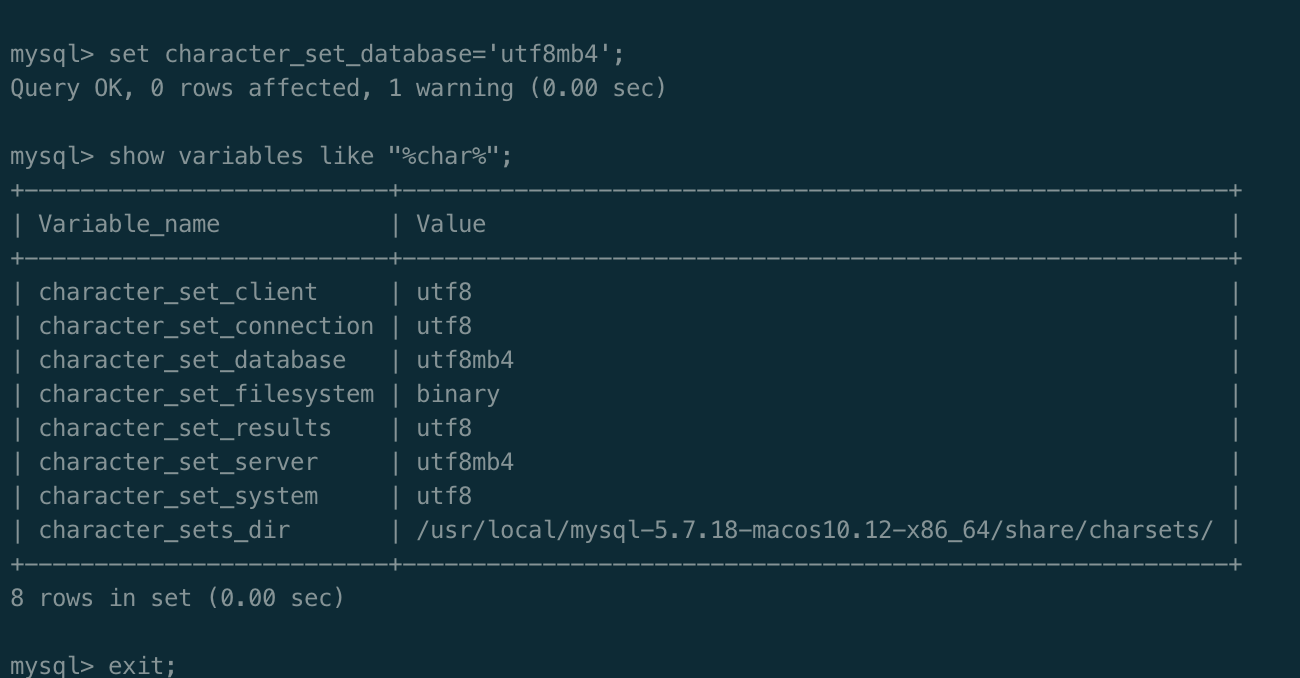 mysql> set character_set_database='utf8mb4';
Query OK, 0 rows affected, 1 warning (0.00 sec)
mysql> show variables like "%char%";
+--------------------------+-----------------------------------------------------------+
| Variable_name            | Value                                                     |
+--------------------------+-----------------------------------------------------------+
| character_set_client     | utf8                                                      |
| character_set_connection | utf8                                                      |
| character_set_database   | utf8mb4                                                   |
| character_set_filesystem | binary                                                    |
| character_set_results    | utf8                                                      |
| character_set_server     | utf8mb4                                                   |
| character_set_system     | utf8                                                      |
| character_sets_dir       | /usr/local/mysql-5.7.18-macos10.12-x86_64/share/charsets/ |
+--------------------------+-----------------------------------------------------------+
8 rows in set (0.00 sec)
mysql> exit;